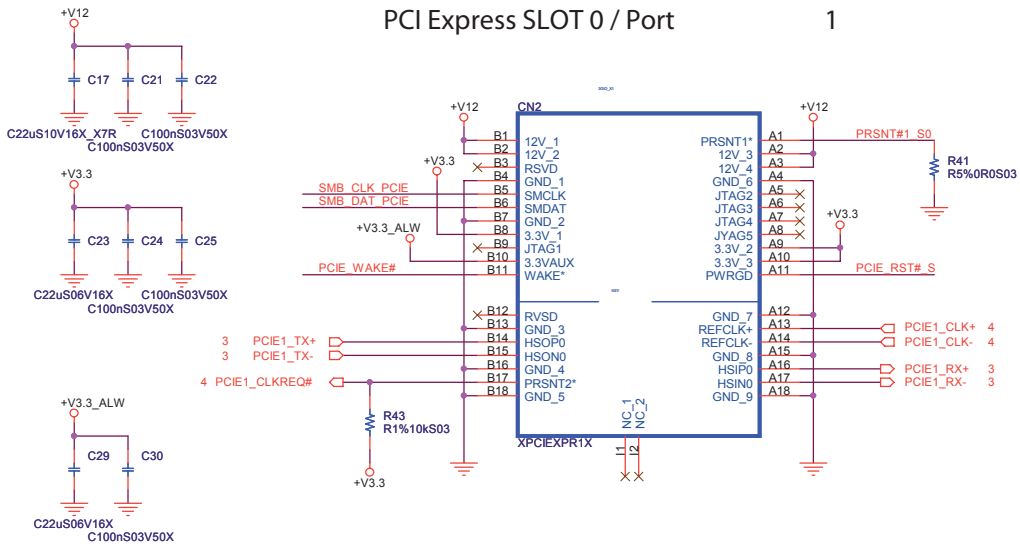 PCI Express SLOT 0 / Port 1
+V12
C17 C21 C22
C22uS10V16X_X7R C100nS03V50X
C100nS03V50X
+V3.3
C23 C24 C25
C22uS06V16X C100nS03V50X
C100nS03V50X
+V3.3_ALW
C29 C30
C22uS06V16X
C100nS03V50X
CN2
+V12 +V12
B1 12V_1 PRSNT1* A1 PRSNT#1_S0
B2 12V_2 12V_3 A2
+V3.3 B3 RSVD 12V_4 A3
R41
R5%0R0S03
B4 GND_1 GND_6 A4
SMB_CLK_PCIE B5 SMCLK JTAG2 A5
SMB_DAT_PCIE B6 SMDAT JTAG3 A6
B7 GND_2 JTAG4 A7
+V3.3
B8 3.3V_1 JYAG5 A8
+V3.3_ALW B9 JTAG1 3.3V_2 A9
B10 3.3VAUX 3.3V_3 A10
PCIE_WAKE# B11 WAKE* PWRGD A11 PCIE_RST#_S
B12 RVSD GND_7 A12
B13 GND_3 REFCLK+ A13 PCIE1_CLK+ 4
3 PCIE1_TX+ B14 HSOP0 REFCLK- A14 PCIE1_CLK- 4
3 PCIE1_TX- B15 HSON0 GND_8 A15
B16 GND_4 HSIP0 A16 PCIE1_RX+ 3
4 PCIE1_CLKREQ# B17 PRSNT2* HSIN0 A17 PCIE1_RX- 3
B18 GND_5 GND_9 A18
NC_1 NC_2
R43
R1%10kS03
+V3.3
XPCIEXPR1X
I1 I2